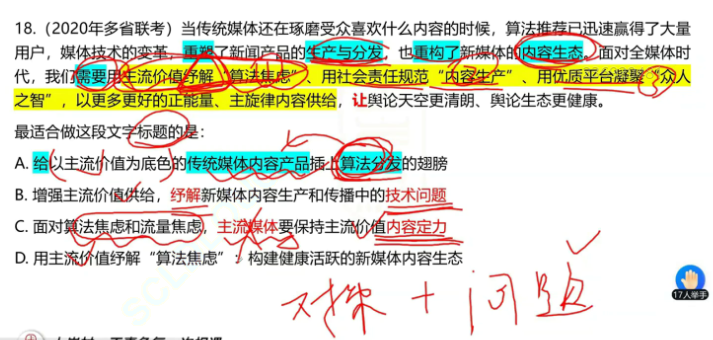 18.（2020年多省联考）当传统媒体还在琢磨受众喜欢什么内容的时候，算法推荐已迅速赢得了大量
用户，媒体技术的变革，重塑了新闻产品的生产与分发，也重构了新媒体的内容生态。面对全媒体时
代，我们需要用主流价值纾解“算法焦虑”、用社会责任规范“内容生产”、用优质平台凝聚“众人
之智”，以更多更好的正能量、主旋律内容供给，让舆论天空更清朗、舆论生态更健康。
最适合做这段文字标题的是：
A. 给以主流价值为底色的传统媒体内容产品插上算法分发的翅膀
B. 增强主流价值供给，纾解新媒体内容生产和传播中的技术问题
C. 面对算法焦虑和流量焦虑，主流媒体要保持主流价值内容定力
D. 用主流价值纾解“算法焦虑”：构建健康活跃的新媒体内容生态
对策 + 问题
17人举手